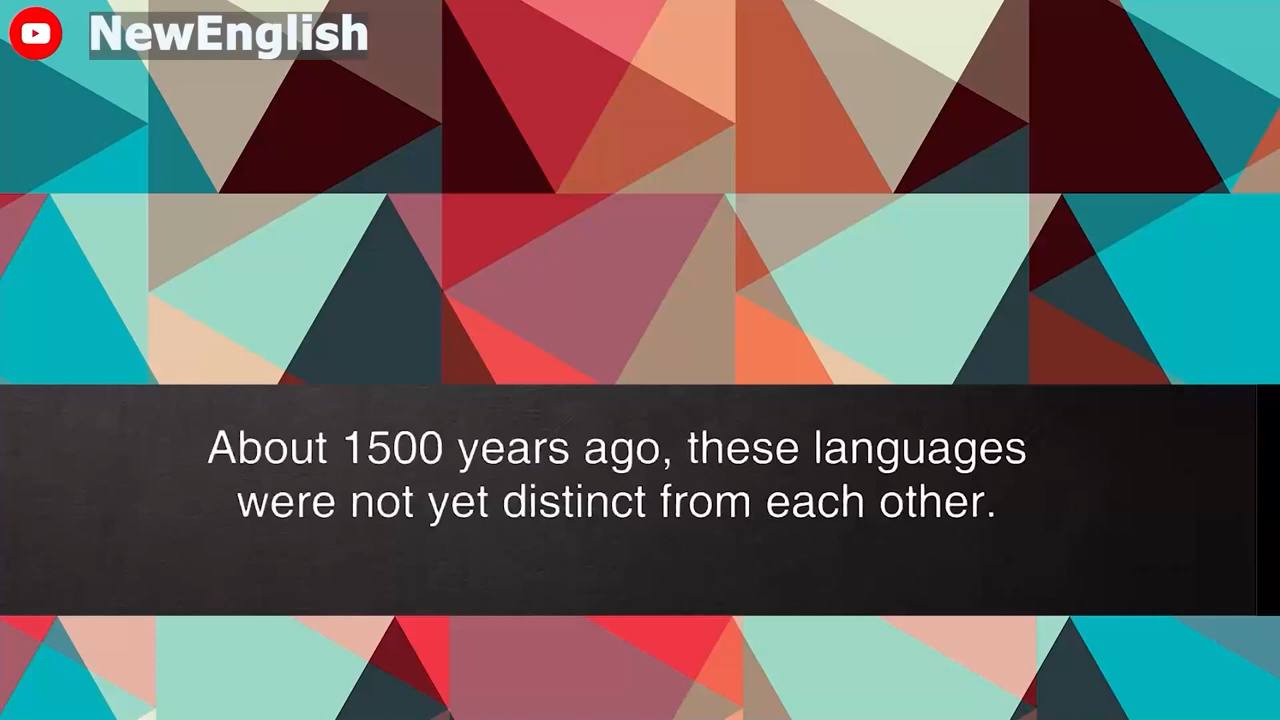 NewEnglish
About 1500 years ago, these languages
were not yet distinct from each other.